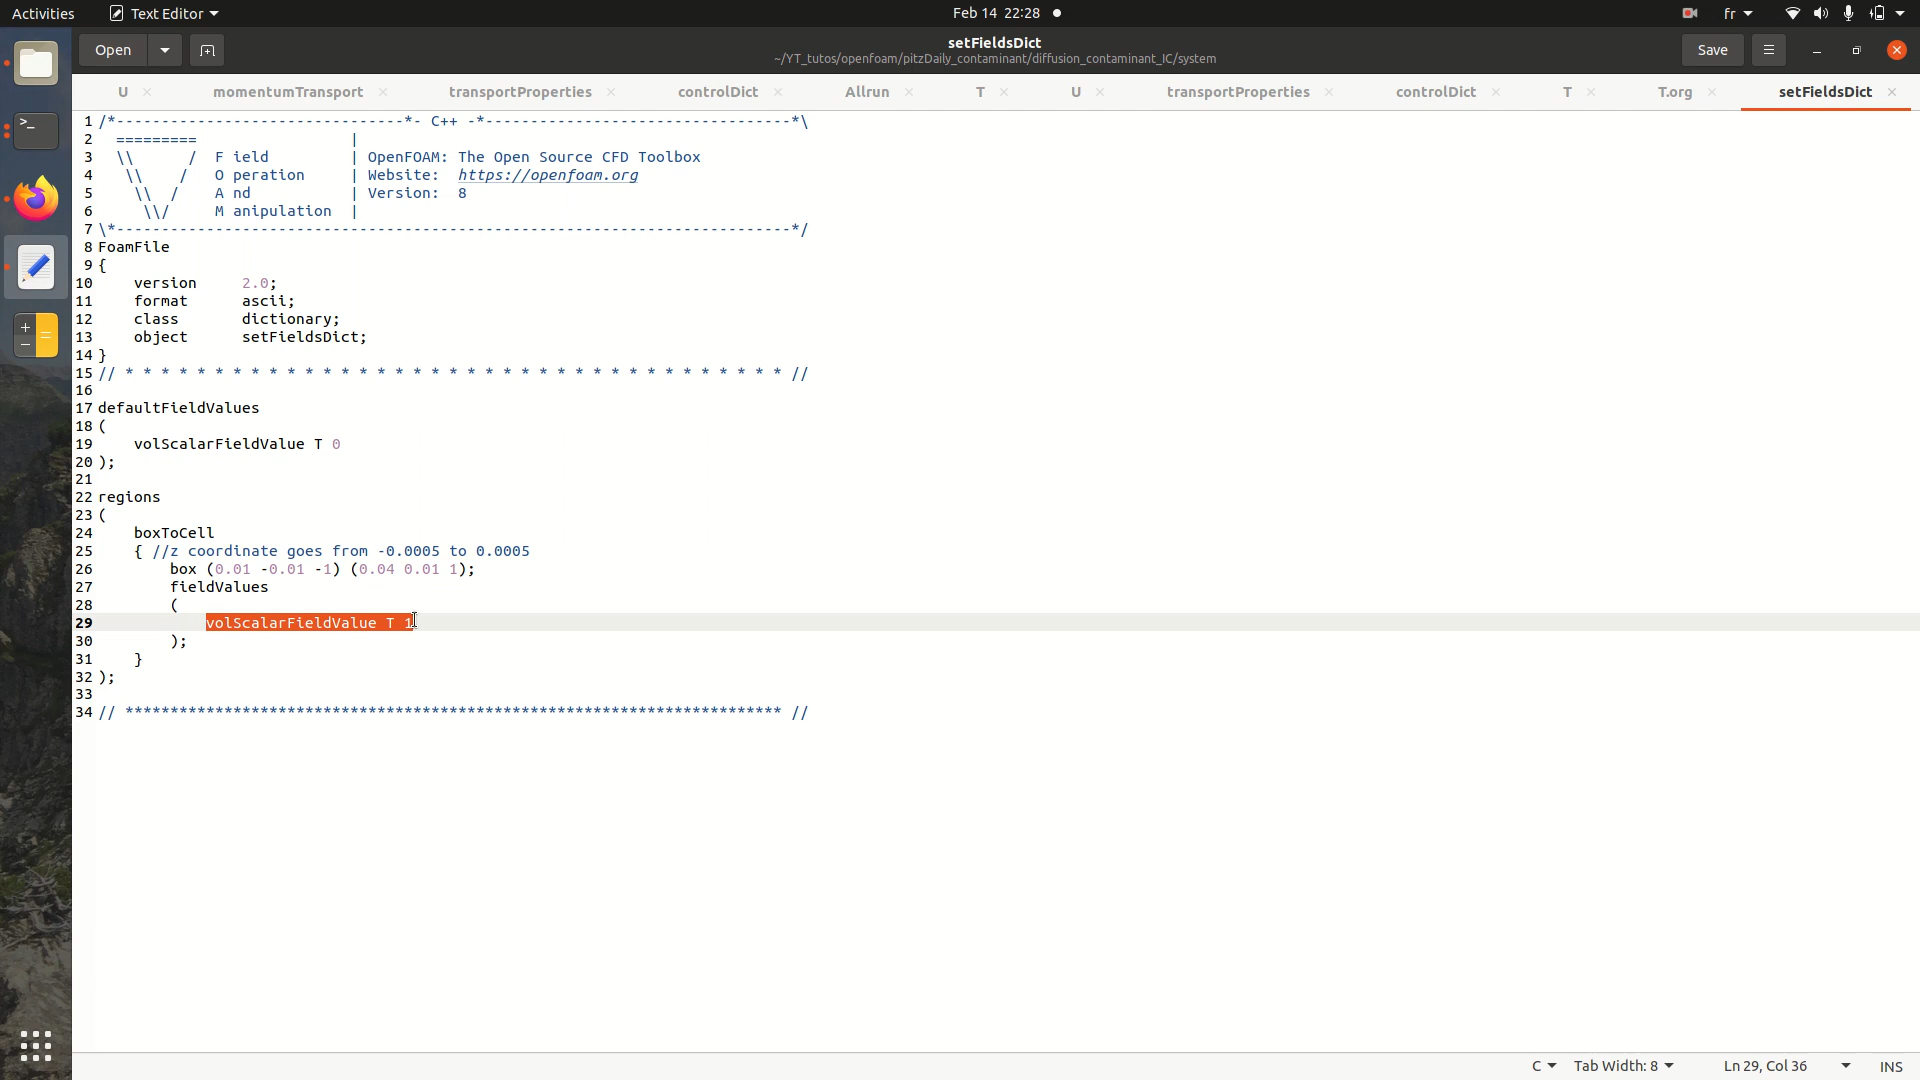 Activities Text Editor Feb 14 22:28 fr
Open setFieldsDict Save
~/YT_tutos/openfoam/pitzDaily_contaminant/diffusion_contaminant_IC/system
U × momentumTransport × transportProperties × controlDict × Allrun × T × U × transportProperties × controlDict × T × T.org × setFieldsDict ×
1 /*--------------------------------*- C++ -*----------------------------------*\
2   =========                 |
3   \\      /  F ield         | OpenFOAM: The Open Source CFD Toolbox
4    \\    /   O peration     | Website:  https://openfoam.org
5     \\  /    A nd           | Version:  8
6      \\/     M anipulation  |
7 \*---------------------------------------------------------------------------*/
8 FoamFile
9 {
10     version     2.0;
11     format      ascii;
12     class       dictionary;
13     object      setFieldsDict;
14 }
15 // * * * * * * * * * * * * * * * * * * * * * * * * * * * * * * * * * * * * * //
16
17 defaultFieldValues
18 (
19     volScalarFieldValue T 0
20 );
21
22 regions
23 (
24     boxToCell
25     { //z coordinate goes from -0.0005 to 0.0005
26         box (0.01 -0.01 -1) (0.04 0.01 1);
27         fieldValues
28         (
29             volScalarFieldValue T 1
30         );
31     }
32 );
33
34 // ************************************************************************* //
C Tab Width: 8 Ln 29, Col 36 INS